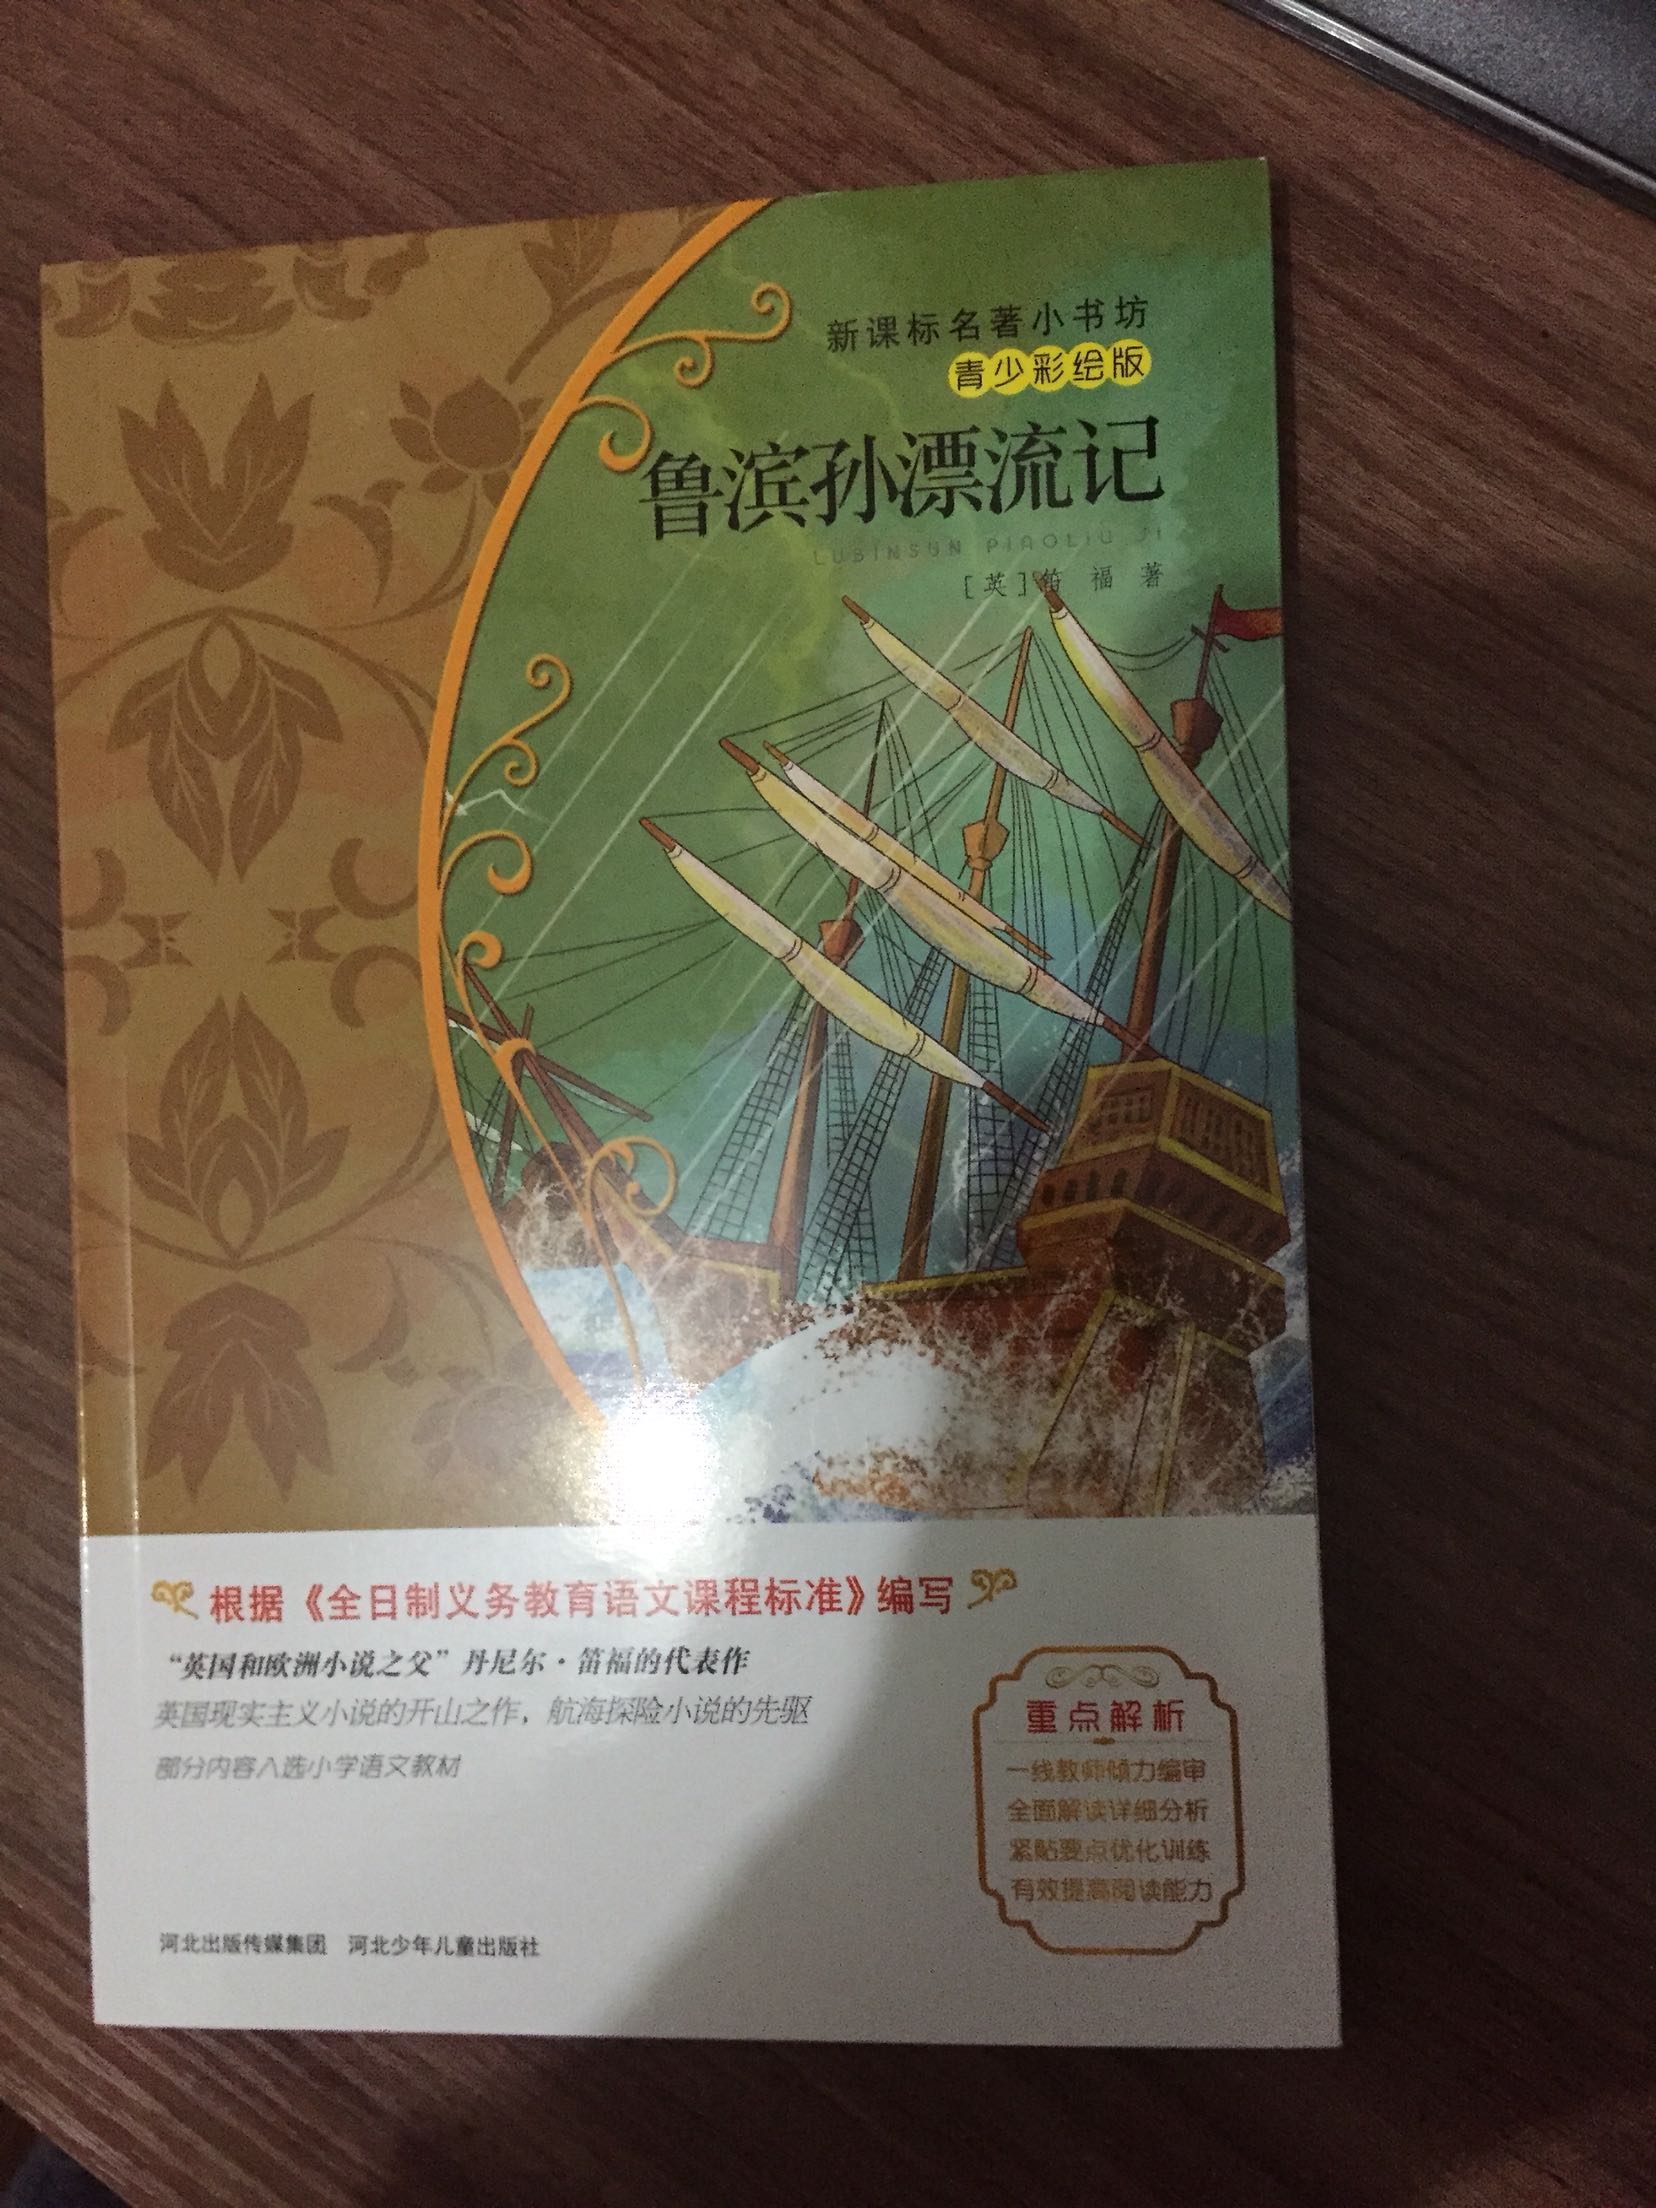 新课标名著小书坊
青少彩绘版
鲁滨孙漂流记
LUBINSUN PIAOLIU JI
[英]笛福 著
根据《全日制义务教育语文课程标准》编写
“英国和欧洲小说之父”丹尼尔·笛福的代表作
英国现实主义小说的开山之作，航海探险小说的先驱
部分内容入选小学语文教材
重点解析
一线教师倾力编审
全面解读详细分析
紧贴要点优化训练
有效提高阅读能力
河北出版传媒集团 河北少年儿童出版社